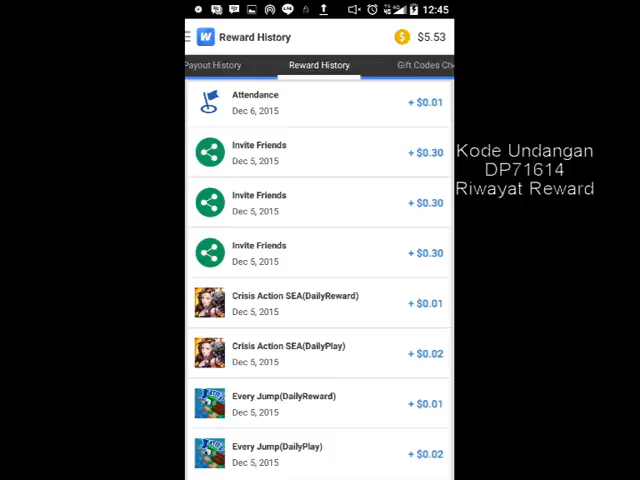 12:45
W Reward History $ $5.53
Payout History Reward History Gift Codes Ch
Attendance
Dec 6, 2015
+ $0.01
Invite Friends
Dec 5, 2015
+ $0.30
Invite Friends
Dec 5, 2015
+ $0.30
Invite Friends
Dec 5, 2015
+ $0.30
Crisis Action SEA(DailyReward)
Dec 5, 2015
+ $0.01
Crisis Action SEA(DailyPlay)
Dec 5, 2015
+ $0.02
Every Jump(DailyReward)
Dec 5, 2015
+ $0.01
Every Jump(DailyPlay)
Dec 5, 2015
+ $0.02
Kode Undangan
DP71614
Riwayat Reward